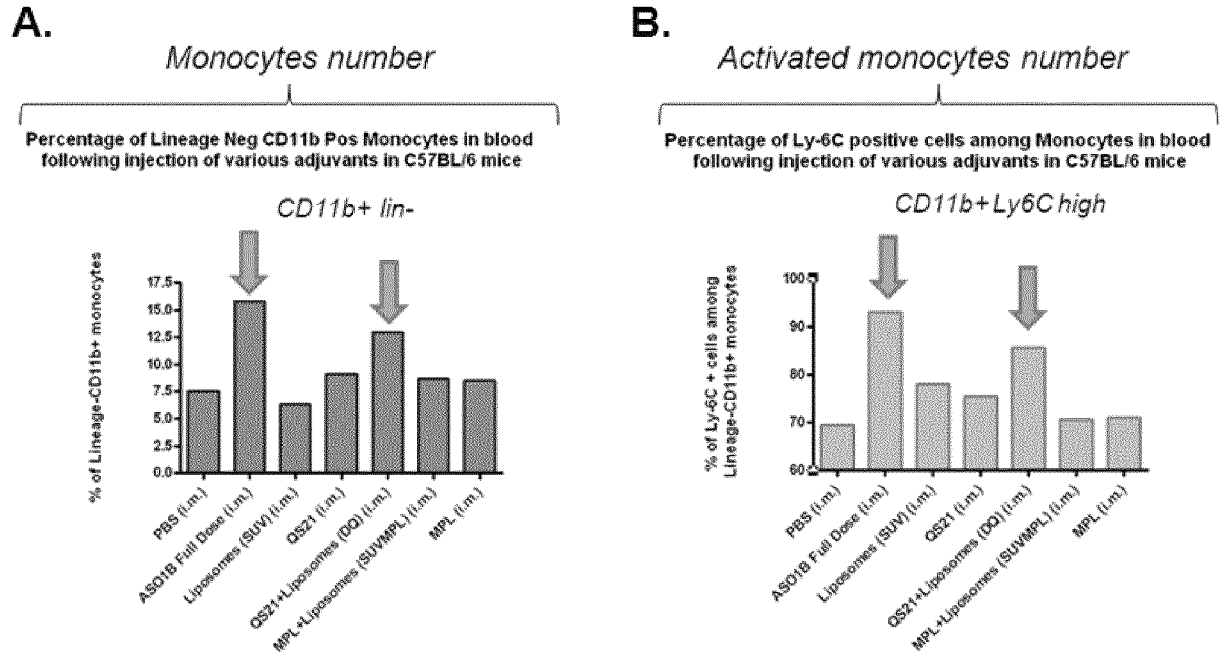 A.
Monocytes number
Percentage of Lineage Neg CD11b Pos Monocytes in blood
following injection of various adjuvants in C57BL/6 mice
CD11b+ lin-
% of Lineage-CD11b+ monocytes
17.5
15.0
12.5
10.0
7.5
5.0
2.5
0.0
PBS (i.m.)
ASO1B Full Dose (i.m.)
Liposomes (SUV) (i.m.)
QS21 (i.m.)
QS21+Liposomes (DQ) (i.m.)
MPL+Liposomes (SUVMPL) (i.m.)
MPL (i.m.)
B.
Activated monocytes number
Percentage of Ly-6C positive cells among Monocytes in blood
following injection of various adjuvants in C57BL/6 mice
CD11b+Ly6C high
% of Ly-6C + cells among
Lineage-CD11b+ monocytes
100
90
80
70
60
PBS (i.m.)
ASO1B Full Dose (i.m.)
Liposomes (SUV) (i.m.)
QS21 (i.m.)
QS21+Liposomes (DQ) (i.m.)
MPL+Liposomes (SUVMPL) (i.m.)
MPL (i.m.)